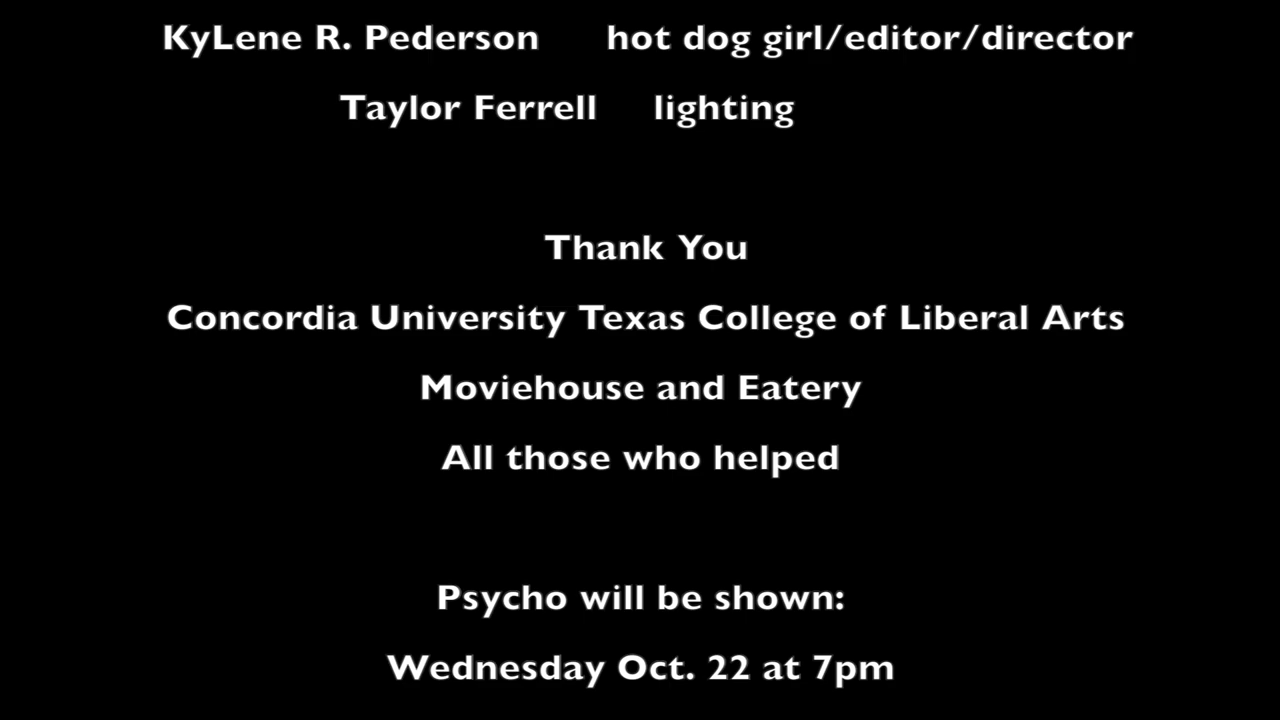 KyLene R. Pederson hot dog girl/editor/director
Taylor Ferrell lighting
Thank You
Concordia University Texas College of Liberal Arts
Moviehouse and Eatery
All those who helped
Psycho will be shown:
Wednesday Oct. 22 at 7pm